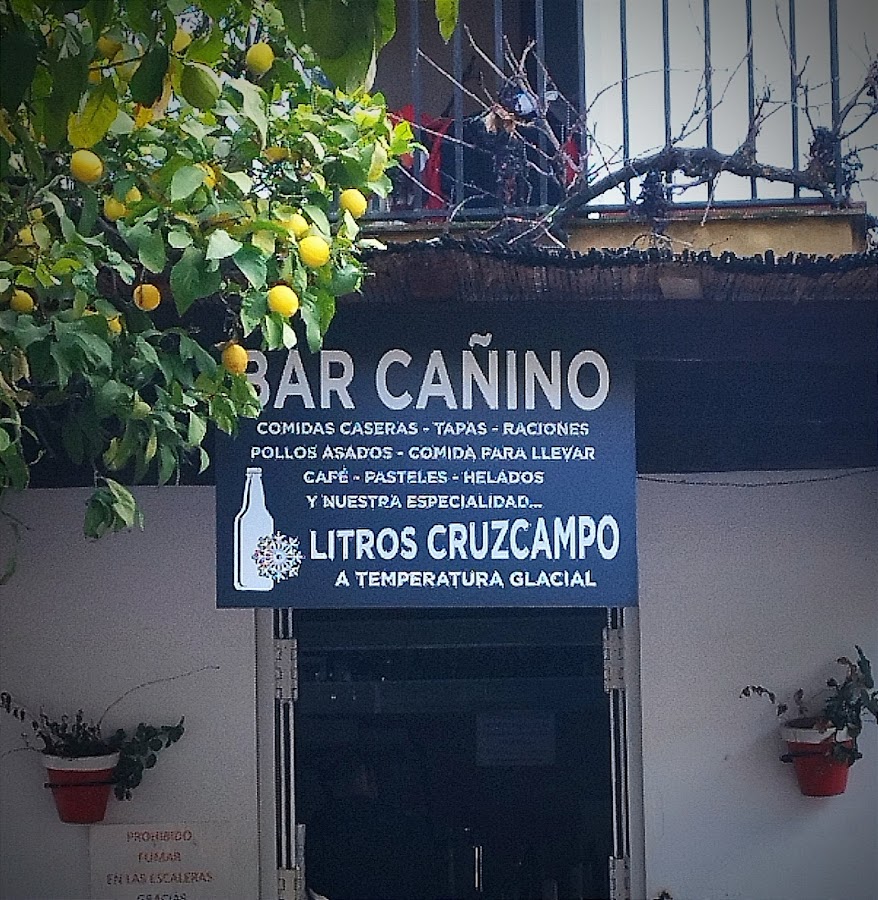 BAR CAÑINO
COMIDAS CASERAS - TAPAS - RACIONES
POLLOS ASADOS - COMIDA PARA LLEVAR
CAFÉ - PASTELES - HELADOS
Y NUESTRA ESPECIALIDAD...
LITROS CRUZCAMPO
A TEMPERATURA GLACIAL
PROHIBIDO
FUMAR
EN LAS ESCALERAS
GRACIAS